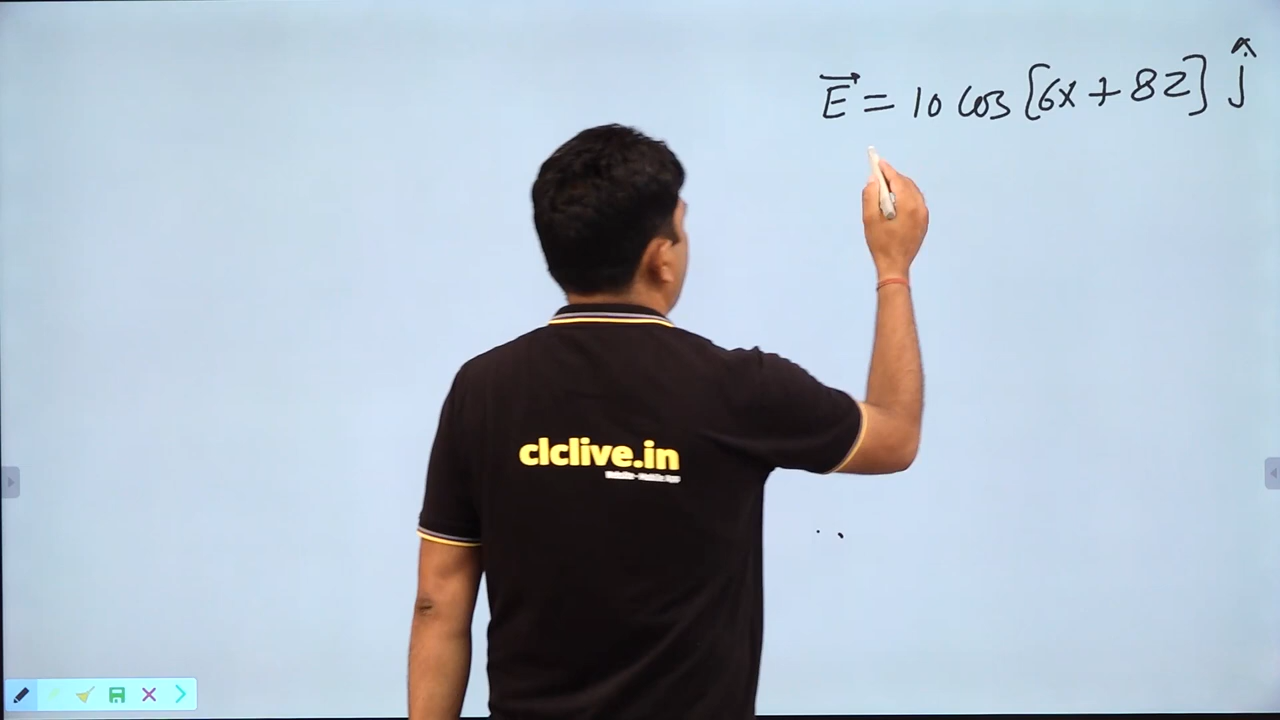 E⃗ = 10 cos [6x + 8z] ĵ
clclive.in